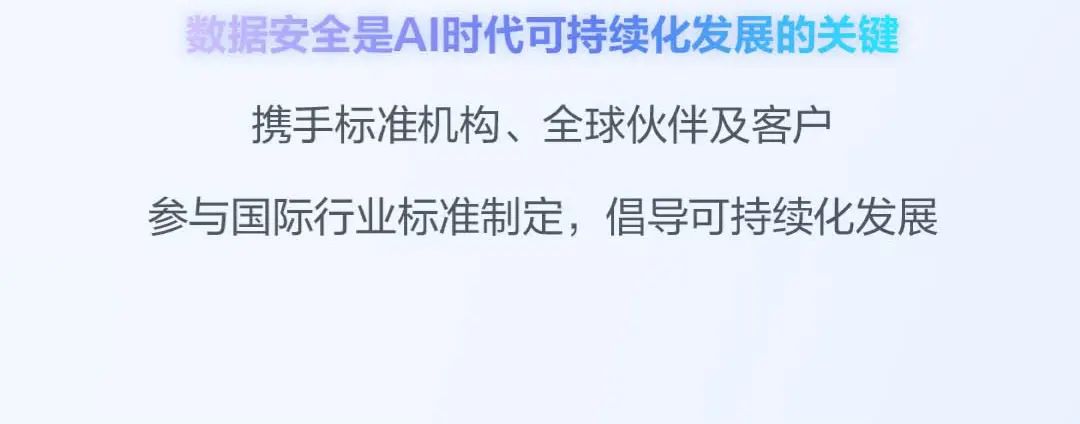 数据安全是AI时代可持续化发展的关键
携手标准机构、全球伙伴及客户
参与国际行业标准制定，倡导可持续化发展